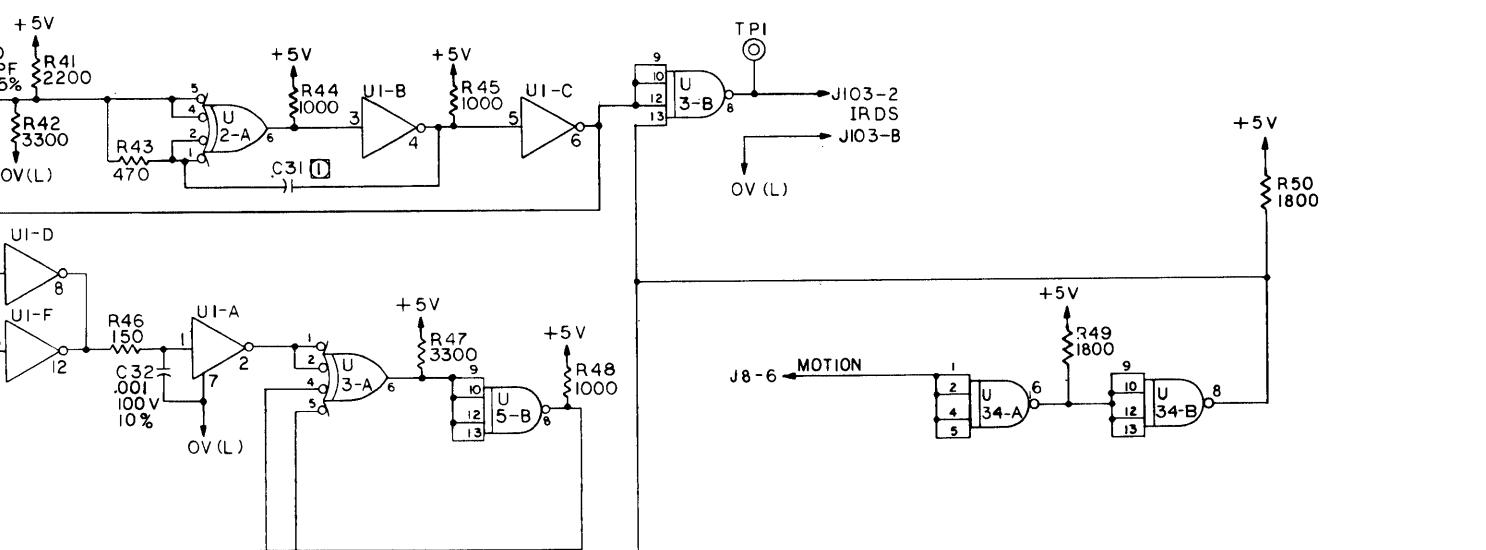 +5V
R41
2200
PF
5%
R42
3300
0V(L)
R43
470
5
4
2
1
U
2-A
6
+5V
R44
1000
3
U1-B
4
C31 1
+5V
R45
1000
5
U1-C
6
9
10
12
13
U
3-B
8
TP1
J103-2
IRDS
J103-B
0V(L)
+5V
R50
1800
U1-D
8
U1-F
12
R46
150
C32
.001
100V
10%
1
U1-A
2
7
0V(L)
1
2
4
5
U
3-A
6
+5V
R47
3300
9
10
12
13
U
5-B
8
+5V
R48
1000
J8-6
MOTION
1
2
4
5
U
34-A
6
+5V
R49
1800
9
10
12
13
U
34-B
8